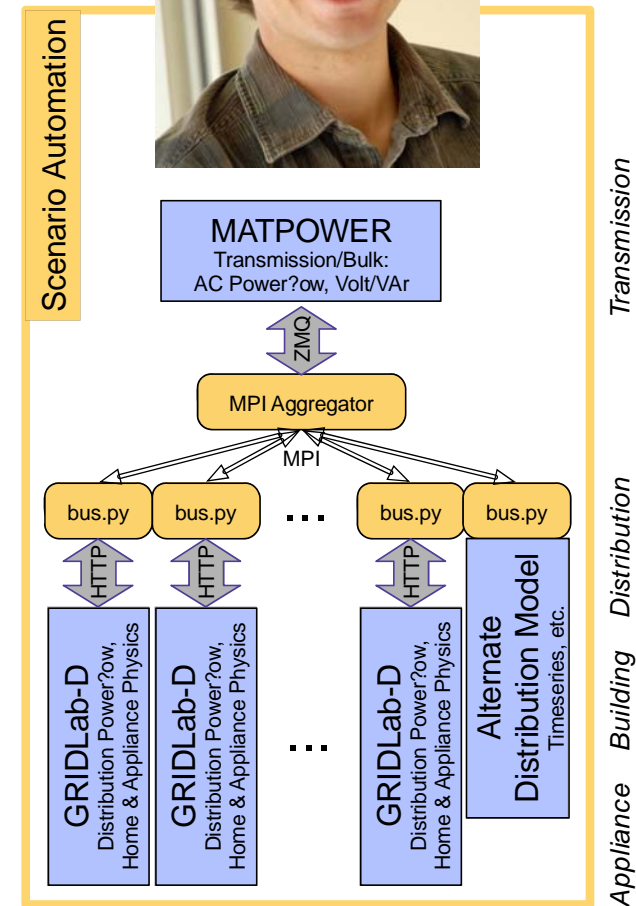 Scenario Automation
MATPOWER
Transmission/Bulk:
AC Power?ow, Volt/VAr
ZMQ
MPI Aggregator
MPI
bus.py
bus.py
...
bus.py
bus.py
HTTP
HTTP
HTTP
GRIDLab-D
Distribution Power?ow,
Home & Appliance Physics
GRIDLab-D
Distribution Power?ow,
Home & Appliance Physics
...
GRIDLab-D
Distribution Power?ow,
Home & Appliance Physics
Alternate
Distribution Model
Timeseries, etc.
Transmission
Distribution
Building
Appliance